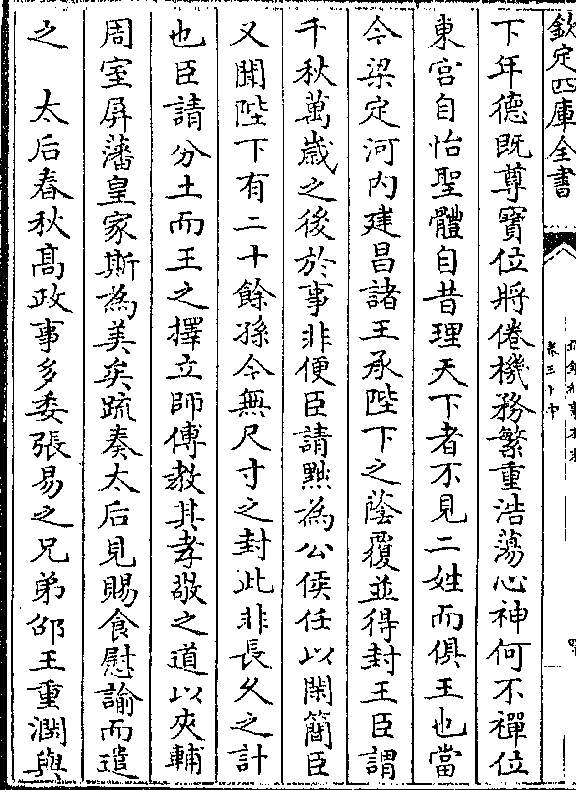 欽定四庫全書
下年德既尊寶位將倦機務繁重浩蕩心神何不禪位
東宮自怡聖體自昔理天下者不見二姓而俱王也當
今梁定河内建昌諸王承陛下之蔭覆並得封王臣謂
千秋萬歲之後於事非便臣請黜為公侯任以閑簡臣
又聞陛下有二十餘孫今無尺寸之封此非長久之計
也臣請分土而王之擇立師傅教其孝敬之道以夾輔
周室屏藩皇家斯為美矣疏奏太后見賜食慰諭而遣
之　太后春秋髙政事多委張易之兄弟邵王重潤與